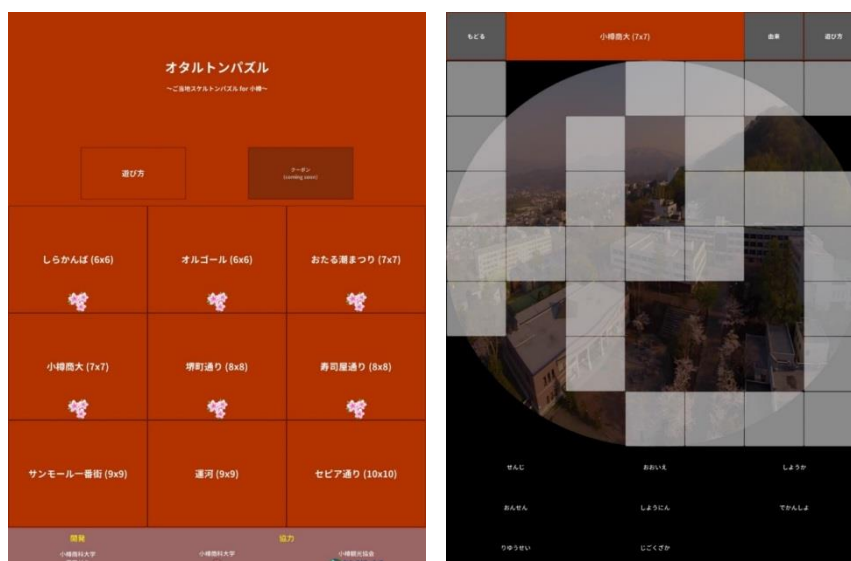 オタルトンパズル
～ご当地スケルトンパズル for 小樽～
遊び方
クーポン
(coming soon)
しらかんば (6x6)
オルゴール (6x6)
おたる潮まつり (7x7)
小樽商大 (7x7)
堺町通り (8x8)
寿司屋通り (8x8)
サンモール一番街 (9x9)
運河 (9x9)
セピア通り (10x10)
開発
協力
小樽商科大学
小樽商科大学
小樽観光協会
もどる
小樽商大 (7x7)
由来
遊び方
せんじ
おおいえ
しようか
おんせん
しようにん
でかんしよ
りゆうせい
じごくざか